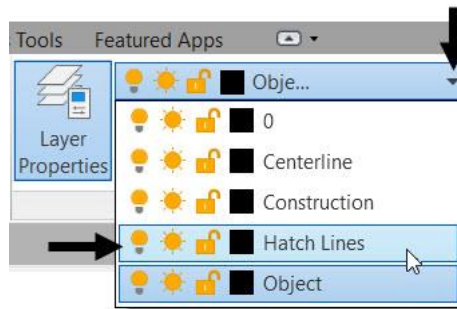 Tools Featured Apps
Obje...
Layer
Properties
0
Centerline
Construction
Hatch Lines
Object